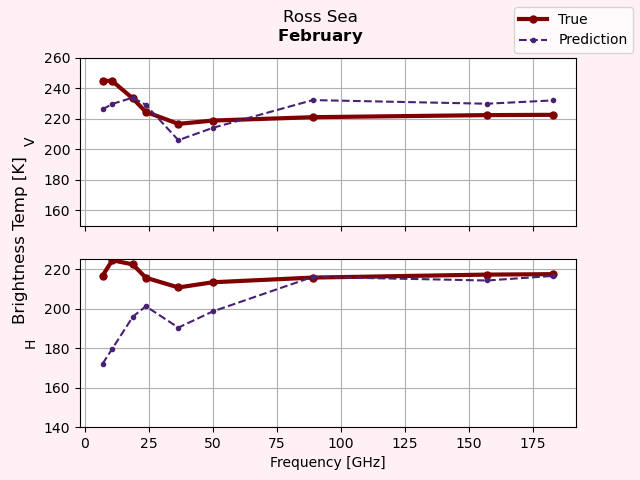 Ross Sea
February
True
Prediction
Brightness Temp [K]
V
260
240
220
200
180
160
H
220
200
180
160
140
0
25
50
75
100
125
150
175
Frequency [GHz]